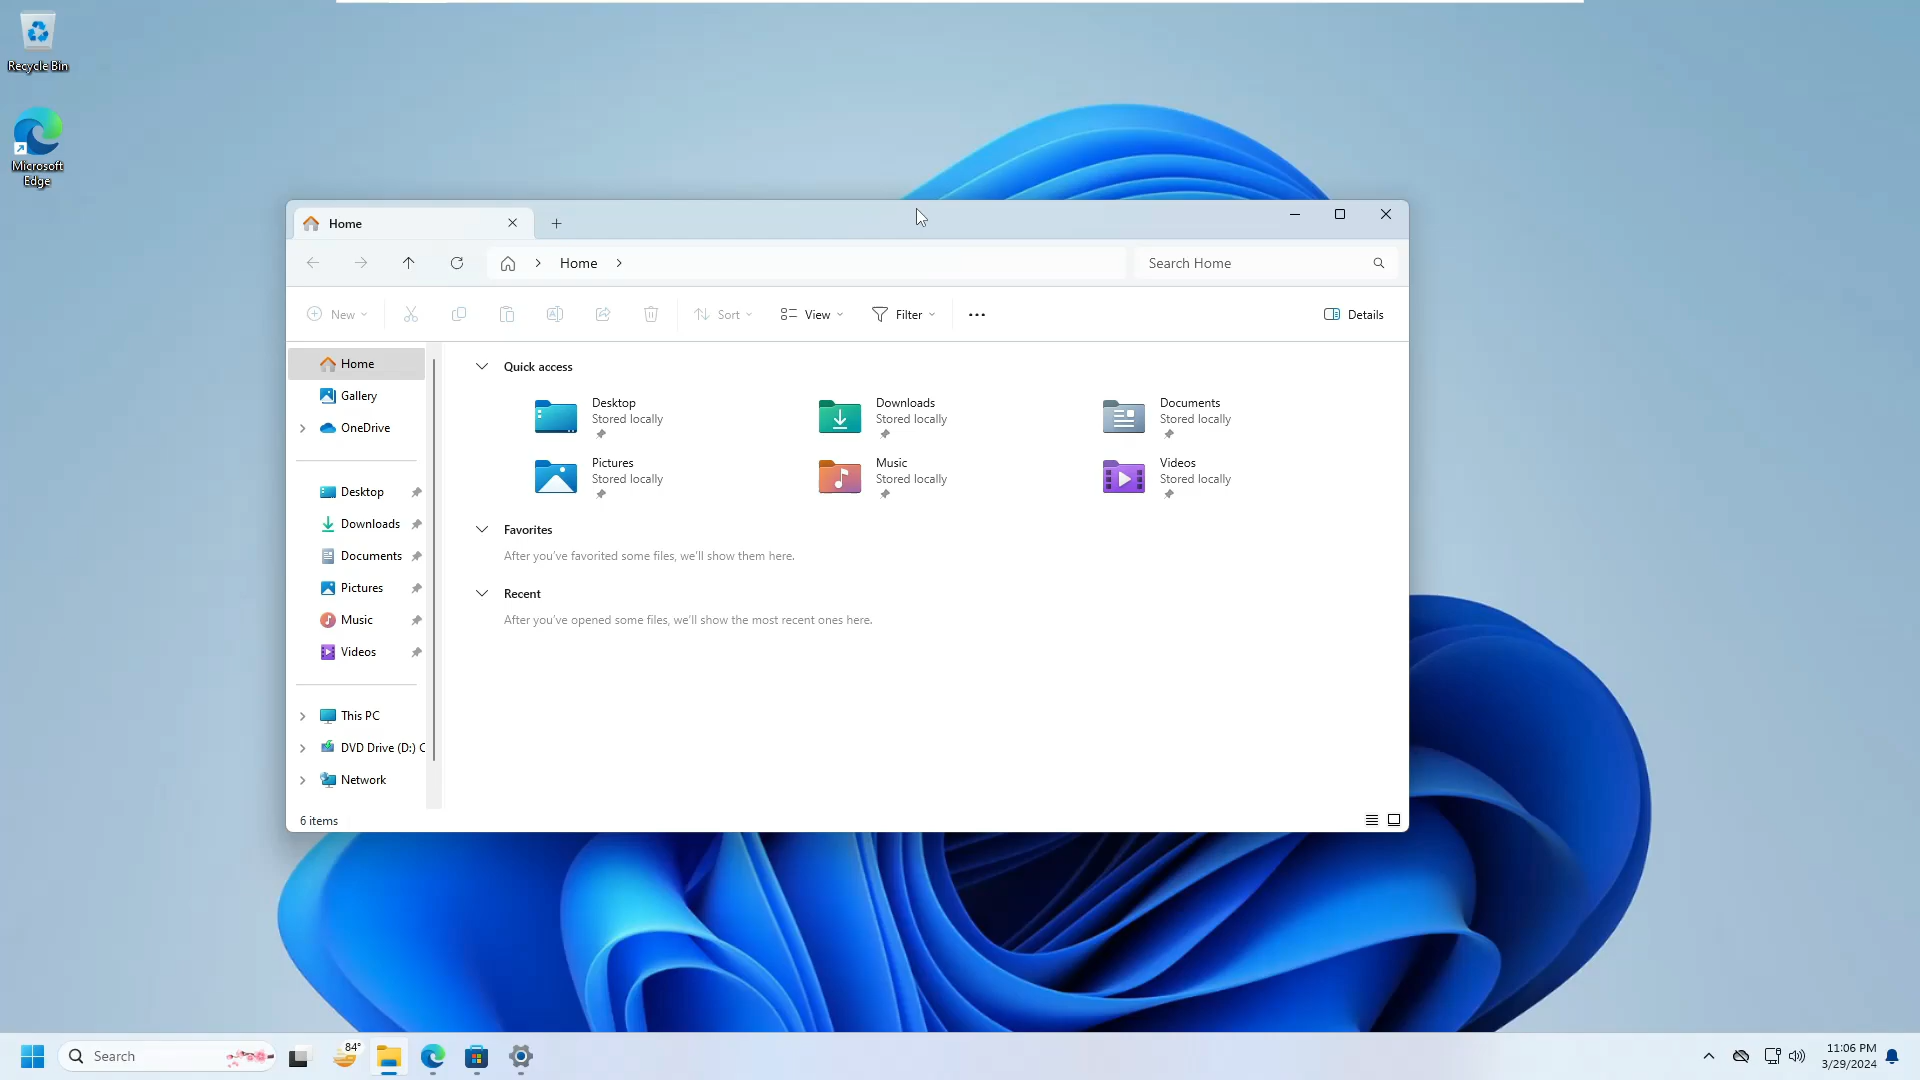 Recycle Bin
Microsoft
Edge
Home
Home
Search Home
New
Sort
View
Filter
Details
Home
Gallery
OneDrive
Desktop
Downloads
Documents
Pictures
Music
Videos
This PC
DVD Drive (D:) C
Network
Quick access
Desktop
Stored locally
Downloads
Stored locally
Documents
Stored locally
Pictures
Stored locally
Music
Stored locally
Videos
Stored locally
Favorites
After you've favorited some files, we'll show them here.
Recent
After you've opened some files, we'll show the most recent ones here.
6 items
Search
84°
11:06 PM
3/29/2024